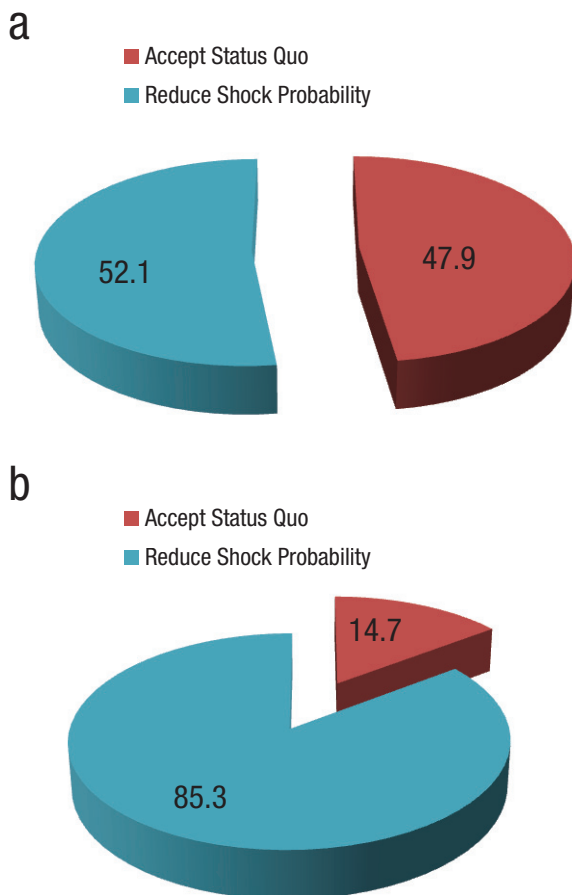 a
Accept Status Quo
Reduce Shock Probability
52.1
47.9
b
Accept Status Quo
Reduce Shock Probability
14.7
85.3